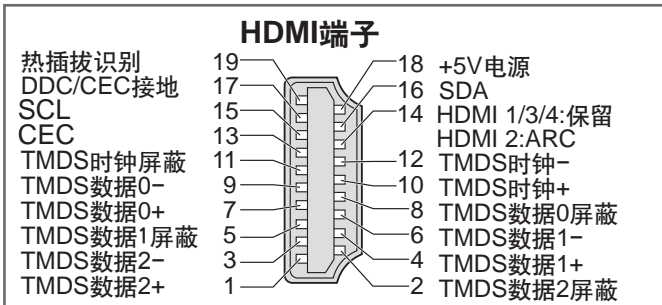 HDMI端子
热插拔识别 19
DDC/CEC接地 17
SCL 15
CEC 13
TMDS时钟屏蔽 11
TMDS数据0− 9
TMDS数据0+ 7
TMDS数据1屏蔽 5
TMDS数据2− 3
TMDS数据2+ 1
18 +5V电源
16 SDA
14 HDMI 1/3/4:保留
HDMI 2:ARC
12 TMDS时钟−
10 TMDS时钟+
8 TMDS数据0屏蔽
6 TMDS数据1−
4 TMDS数据1+
2 TMDS数据2屏蔽